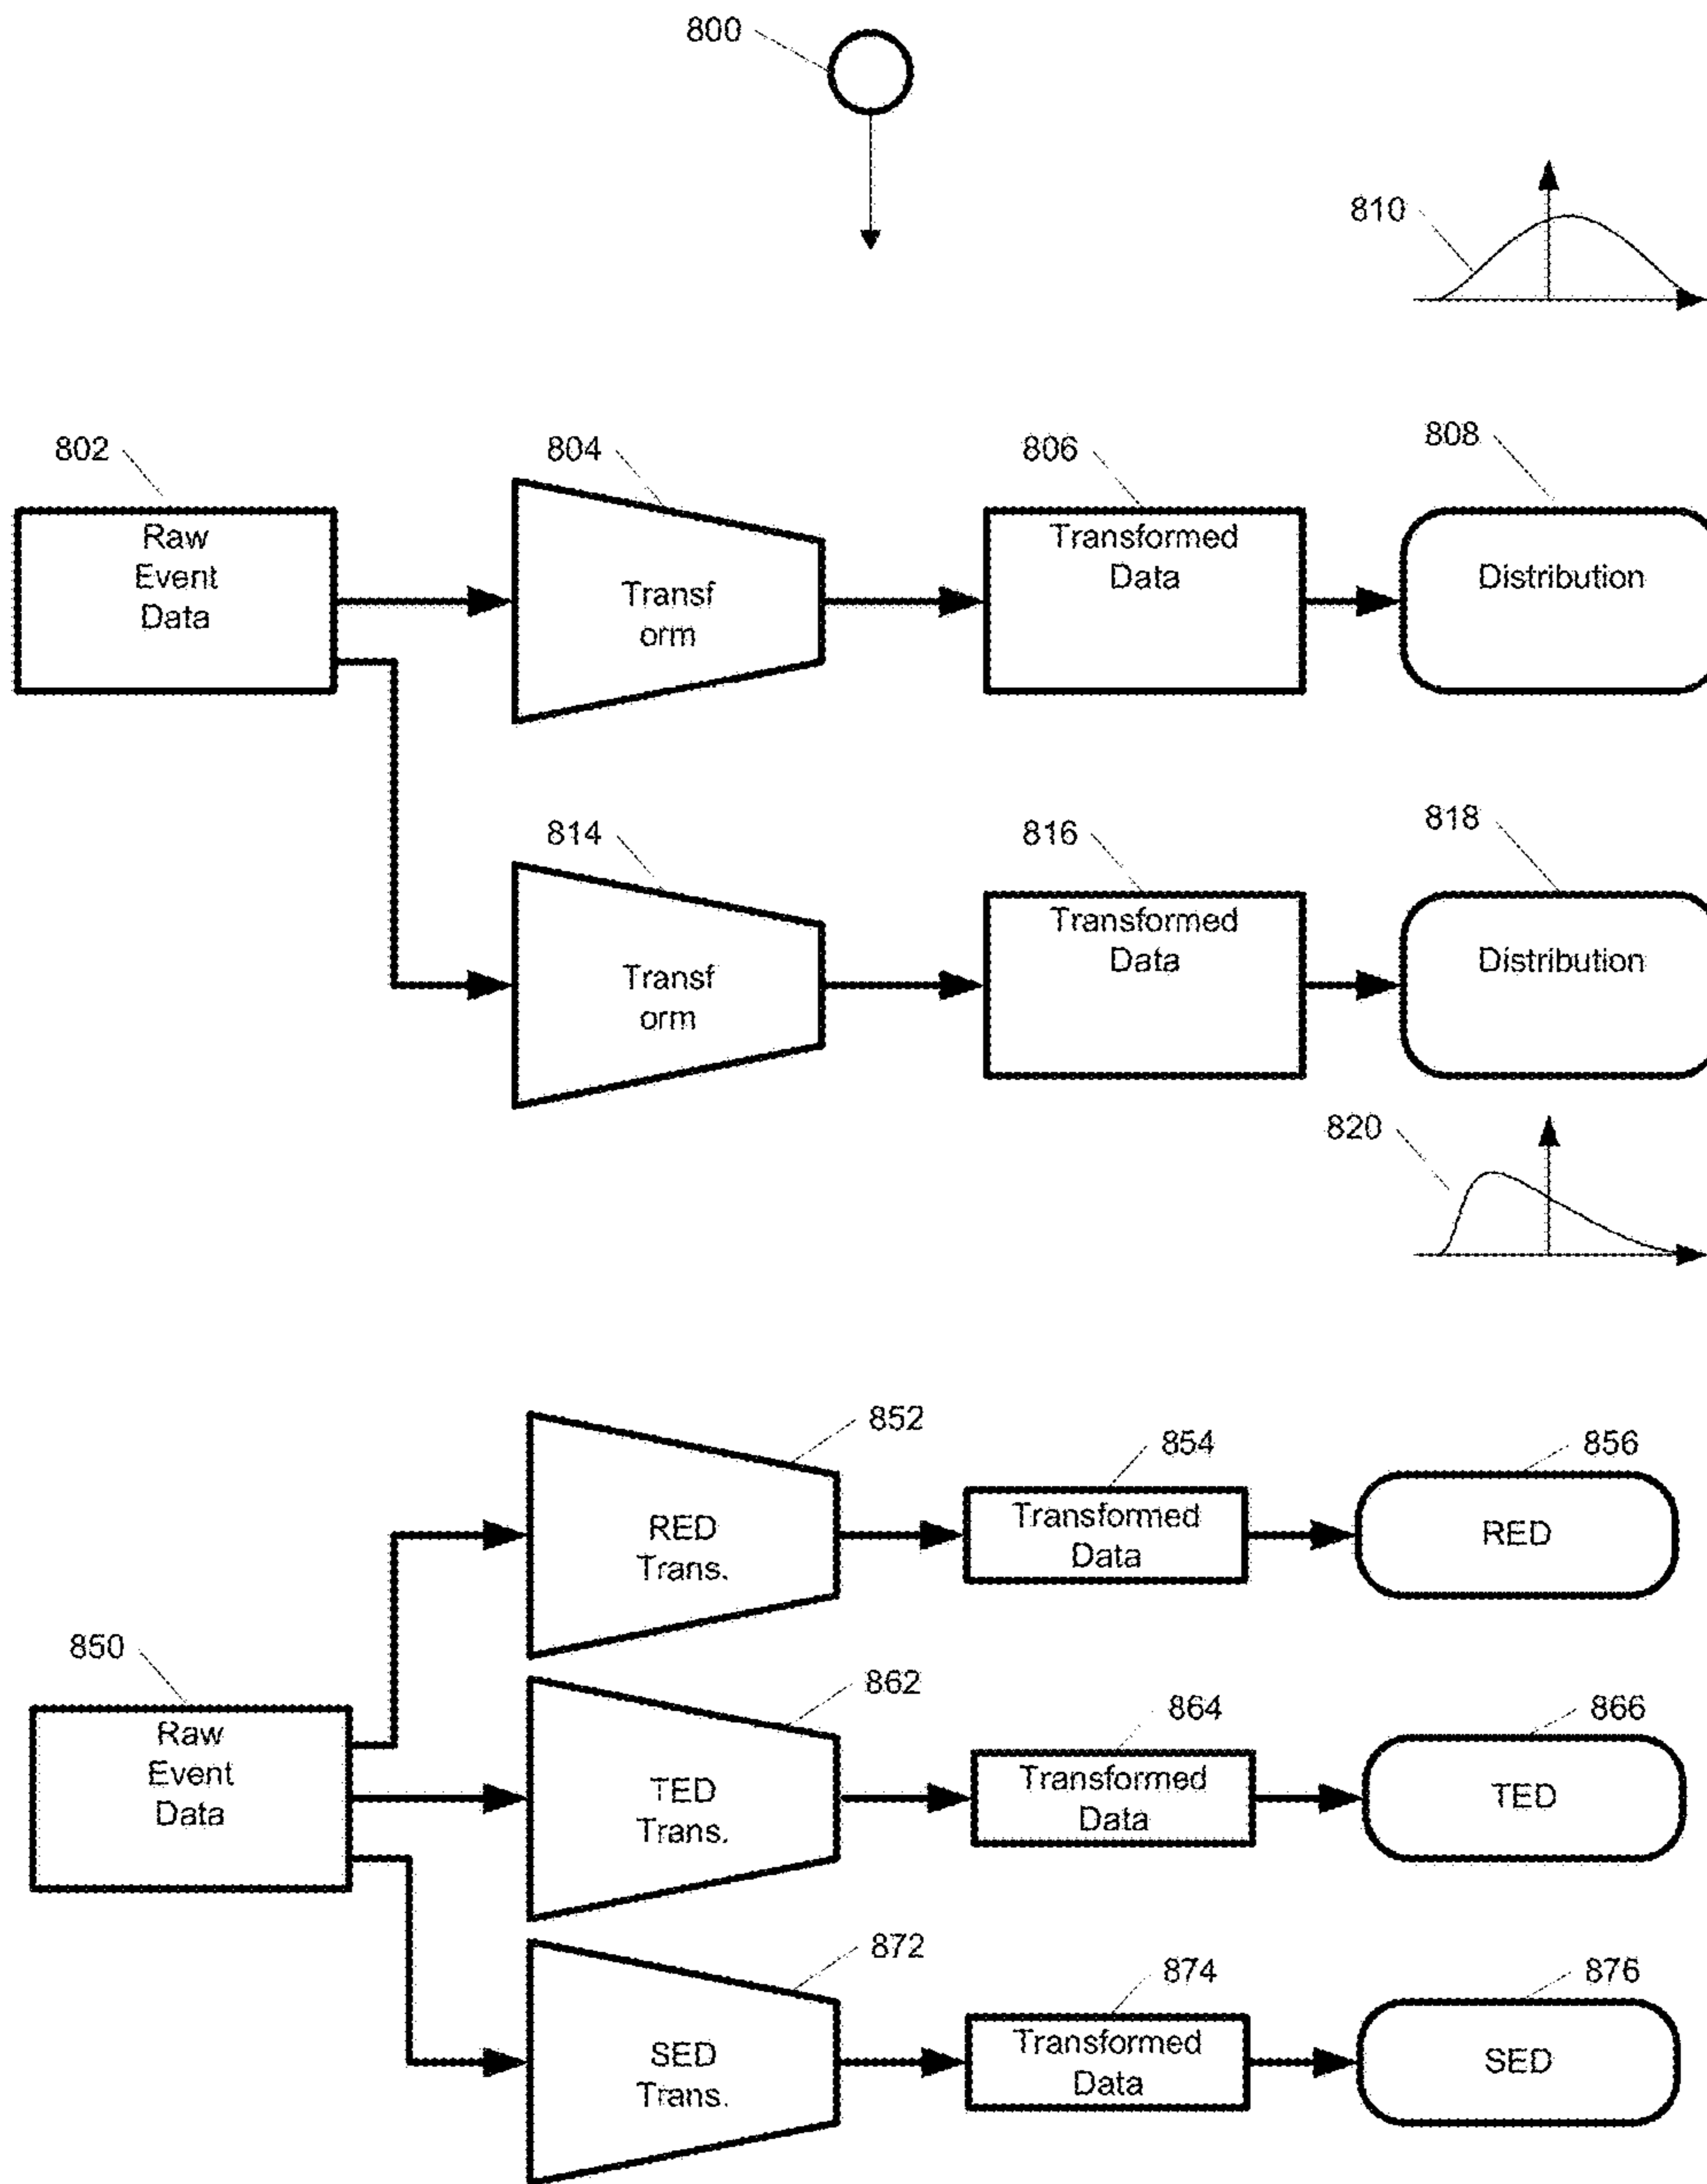 800
810
802
804
806
808
Raw
Event
Data
Transf
orm
Transformed
Data
Distribution
814
816
818
Transf
orm
Transformed
Data
Distribution
820
852
854
856
RED
Trans.
Transformed
Data
RED
850
Raw
Event
Data
862
864
866
TED
Trans.
Transformed
Data
TED
872
874
876
SED
Trans.
Transformed
Data
SED